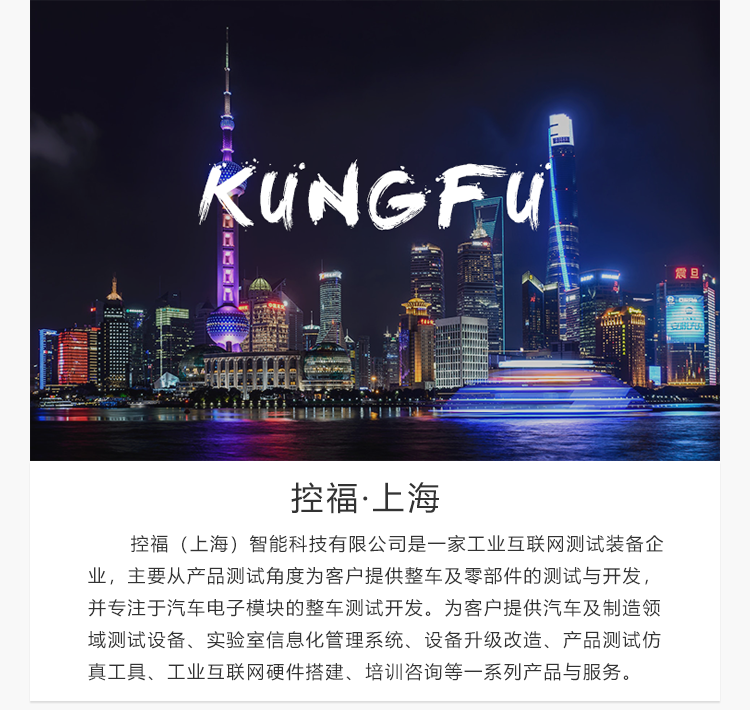 KUNGFU
震旦
控福·上海
控福（上海）智能科技有限公司是一家工业互联网测试装备企
业，主要从产品测试角度为客户提供整车及零部件的测试与开发，
并专注于汽车电子模块的整车测试开发。为客户提供汽车及制造领
域测试设备、实验室信息化管理系统、设备升级改造、产品测试仿
真工具、工业互联网硬件搭建、培训咨询等一系列产品与服务。